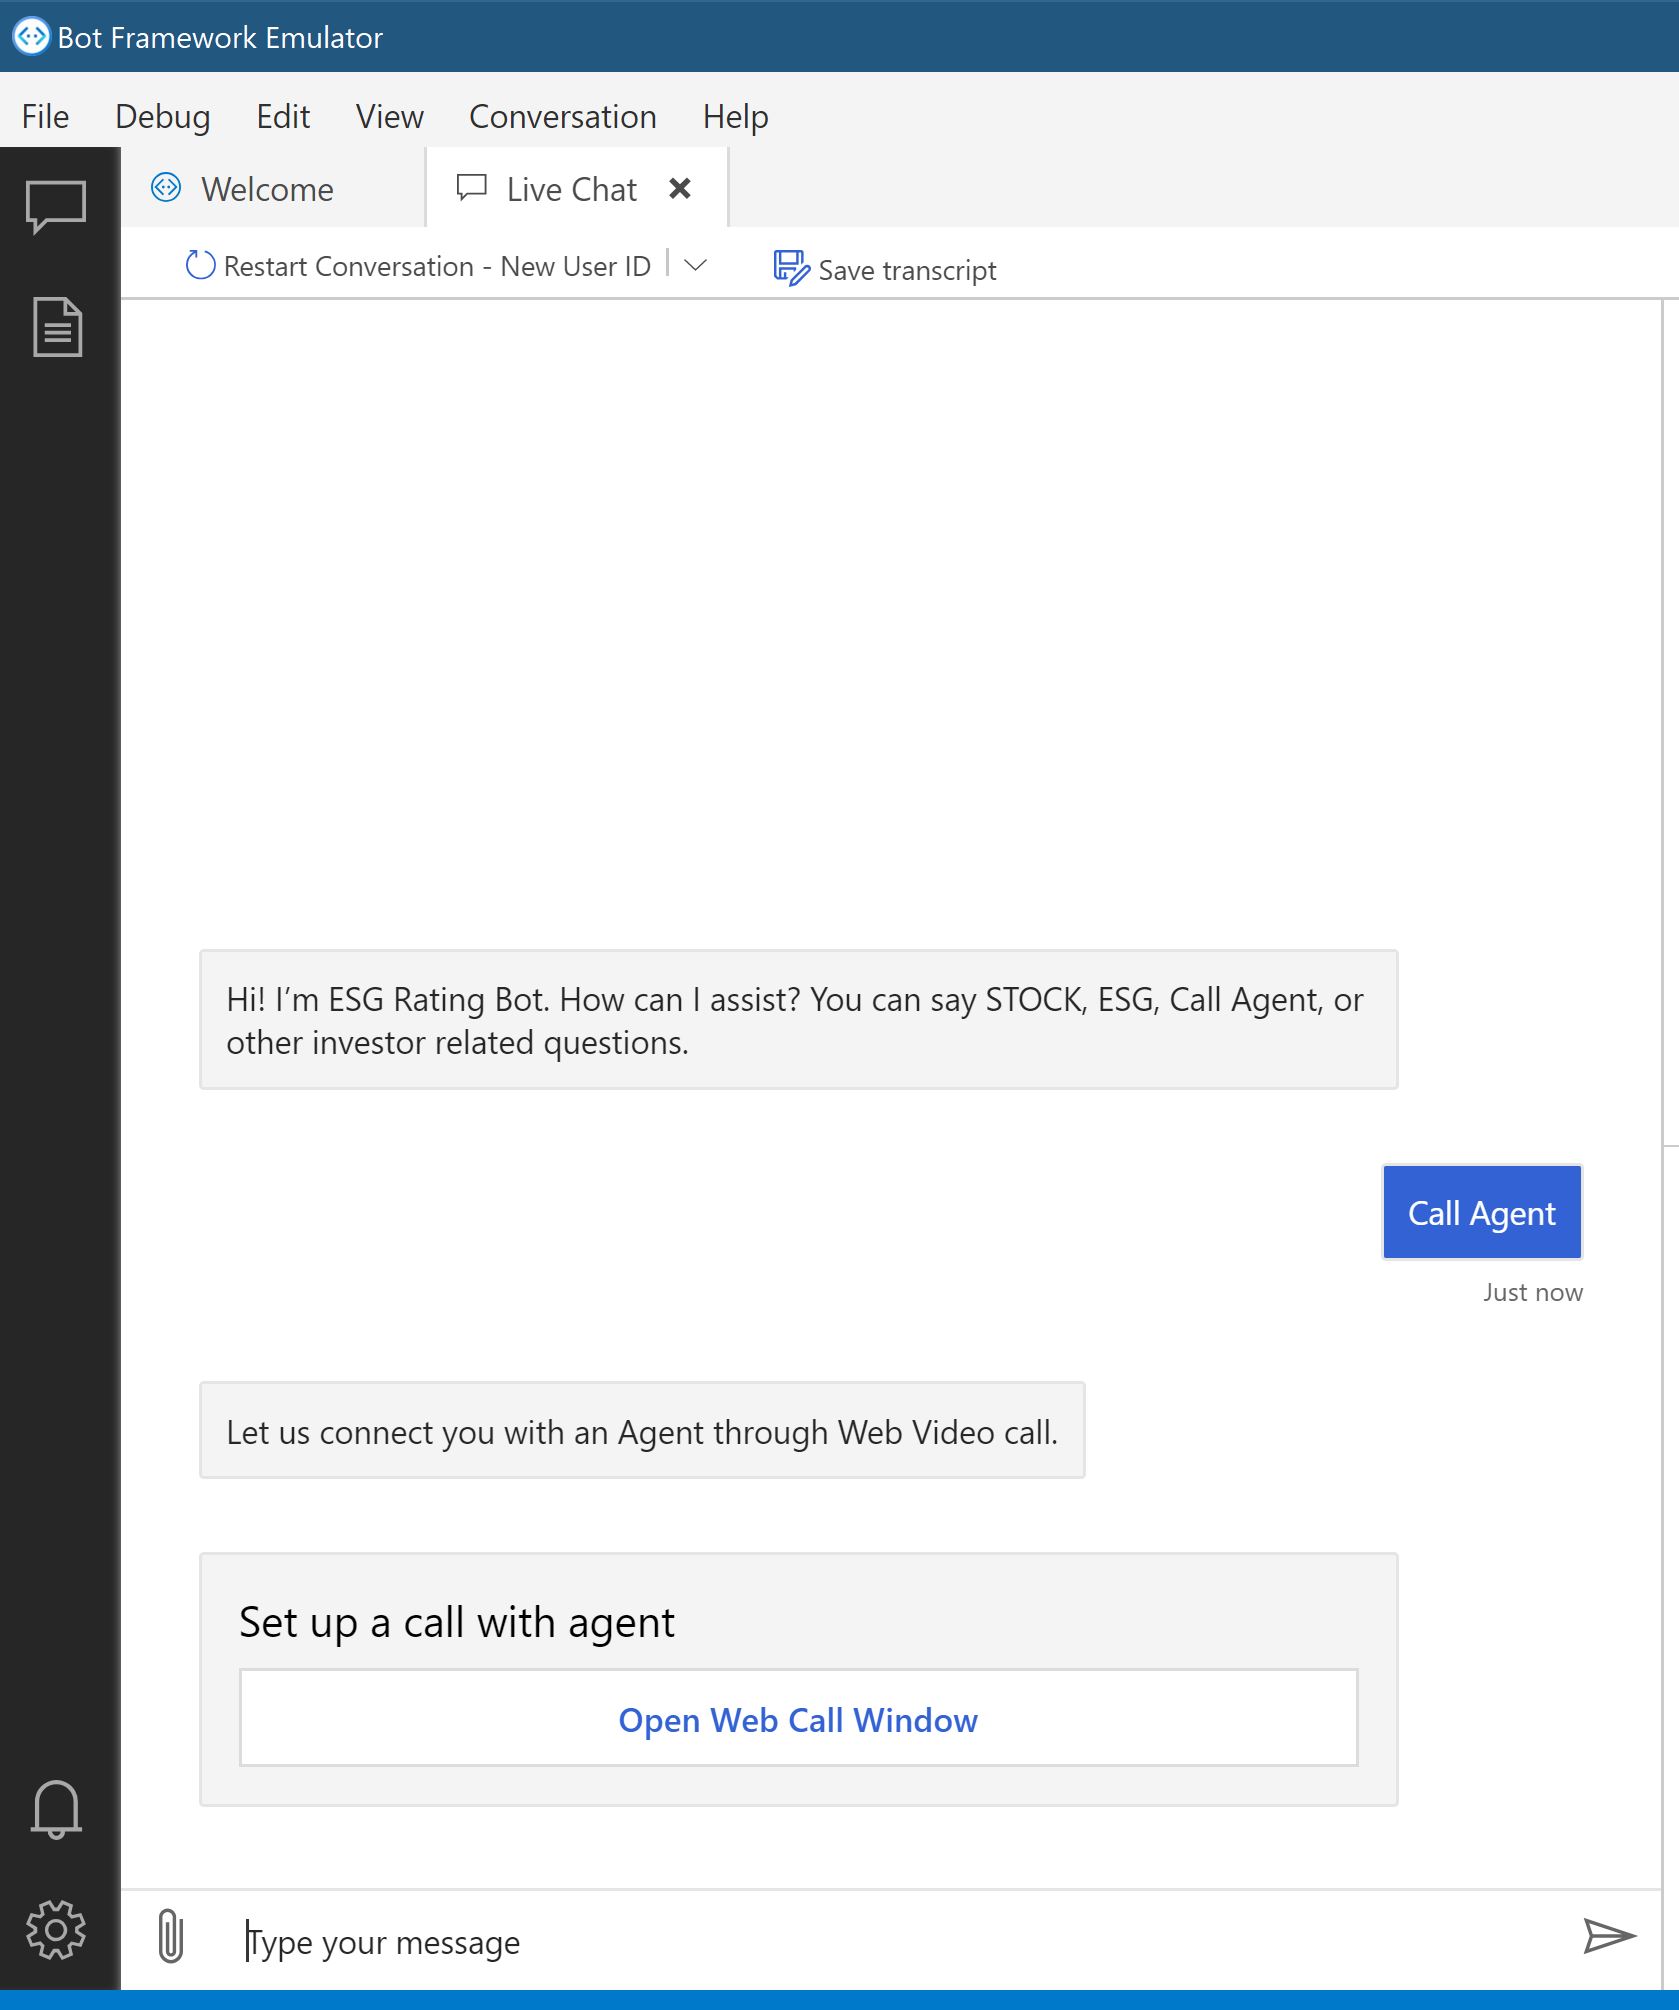 Bot Framework Emulator
File Debug Edit View Conversation Help
Welcome Live Chat
Restart Conversation - New User ID Save transcript
Hi! I’m ESG Rating Bot. How can I assist? You can say STOCK, ESG, Call Agent, or
other investor related questions.
Call Agent
Just now
Let us connect you with an Agent through Web Video call.
Set up a call with agent
Open Web Call Window
Type your message